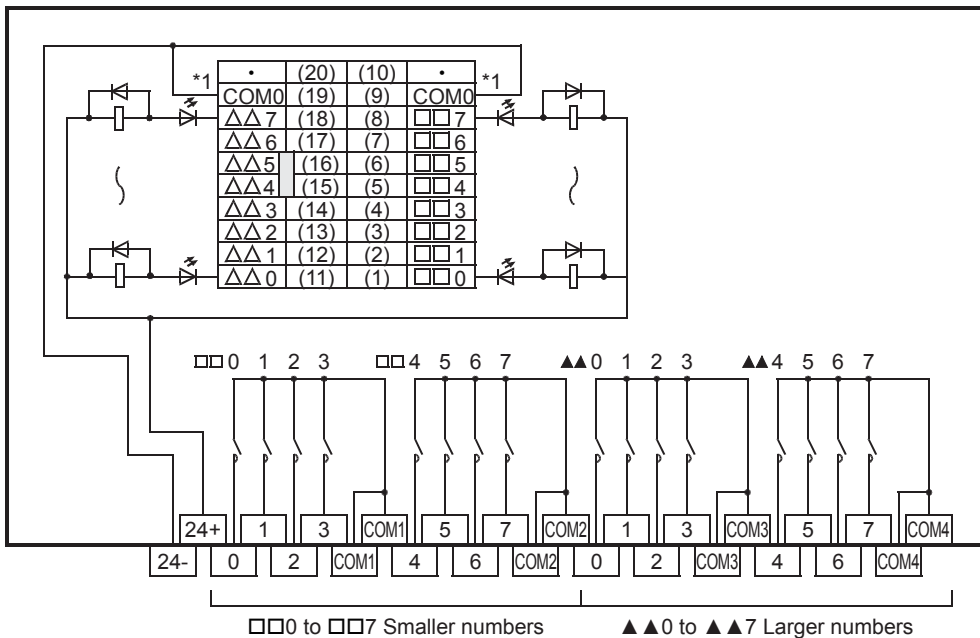 *1 • (20) (10) • *1
COM0 (19) (9) COM0
△△7 (18) (8) □□7
△△6 (17) (7) □□6
△△5 (16) (6) □□5
△△4 (15) (5) □□4
△△3 (14) (4) □□3
△△2 (13) (3) □□2
△△1 (12) (2) □□1
△△0 (11) (1) □□0
□□0 1 2 3 □□4 5 6 7 ▲▲0 1 2 3 ▲▲4 5 6 7
24+ 1 3 COM1 5 7 COM2 1 3 COM3 5 7 COM4
24- 0 2 COM1 4 6 COM2 0 2 COM3 4 6 COM4
□□0 to □□7 Smaller numbers ▲▲0 to ▲▲7 Larger numbers